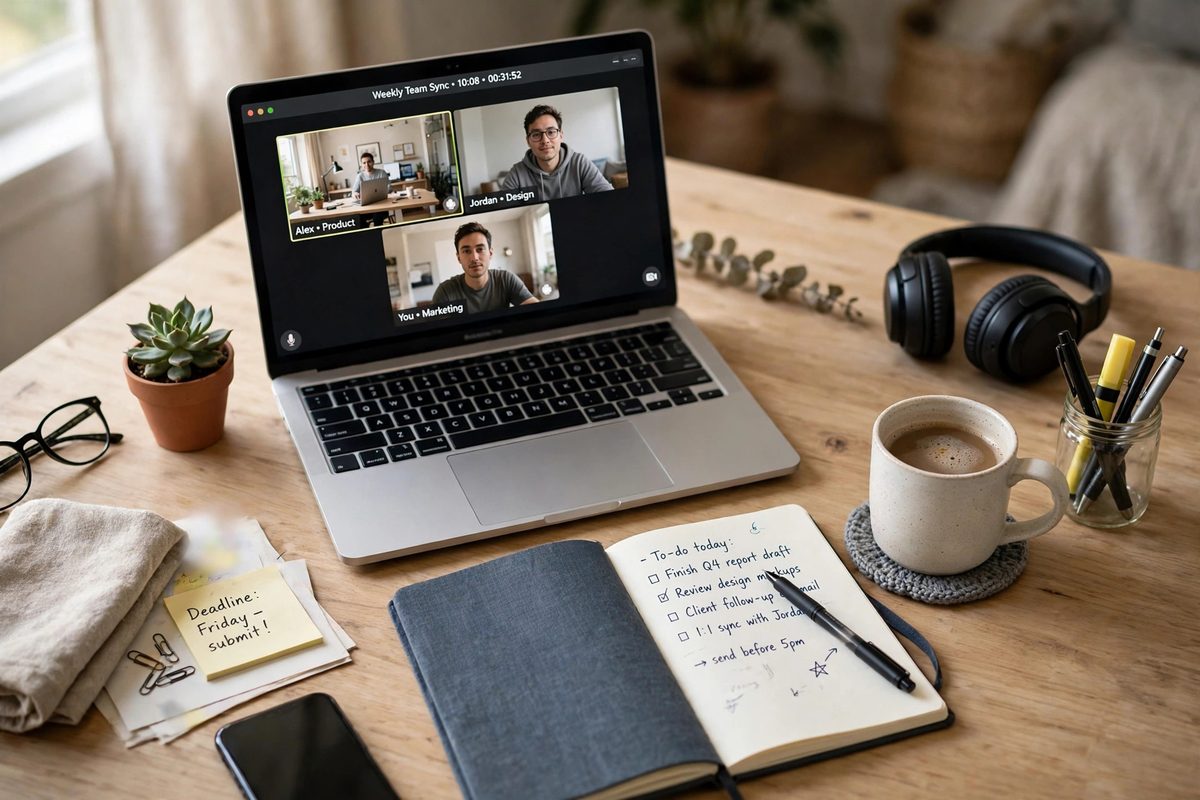 Weekly Team Sync • 10:08 • 00:31:52
Alex • Product
Jordan • Design
You • Marketing
Deadline:
Friday –
submit!
- To-do today:
☐ Finish Q4 report draft
☑ Review design mockups
☐ Client follow-up
☐ 1:1 sync with Jordan
→ send before 5pm